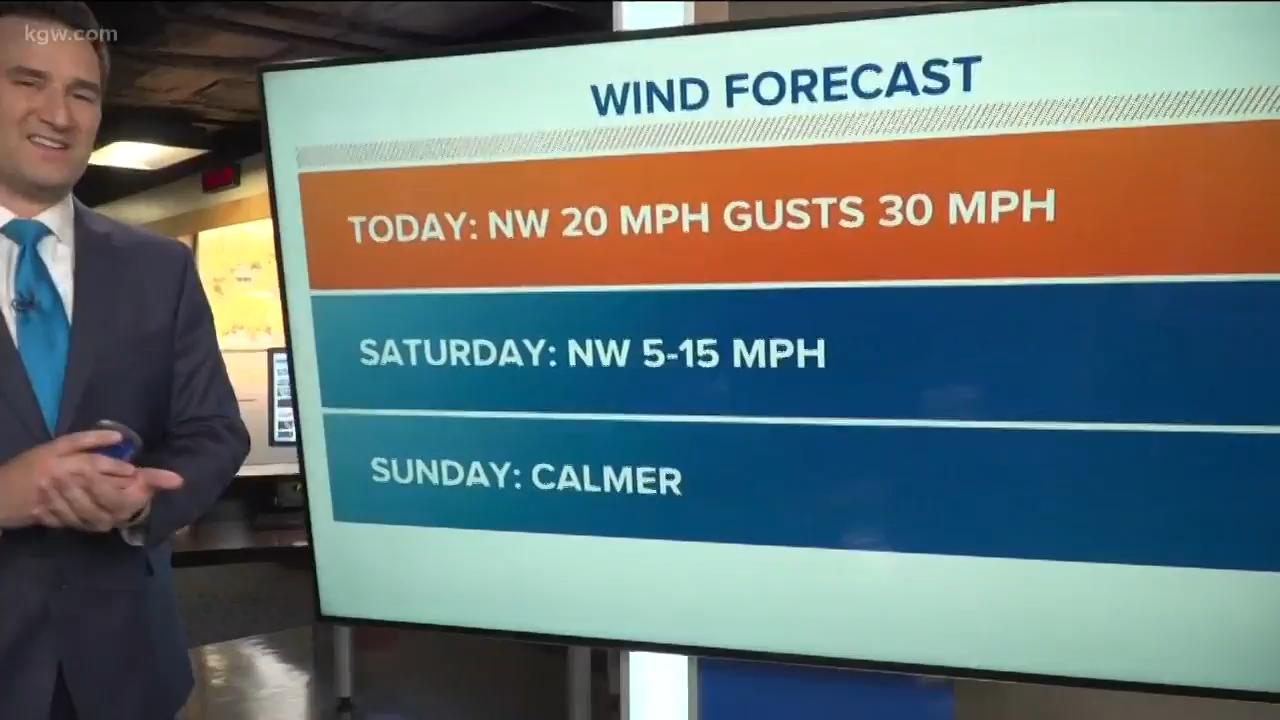 kgw.com
WIND FORECAST
TODAY: NW 20 MPH GUSTS 30 MPH
SATURDAY: NW 5-15 MPH
SUNDAY: CALMER